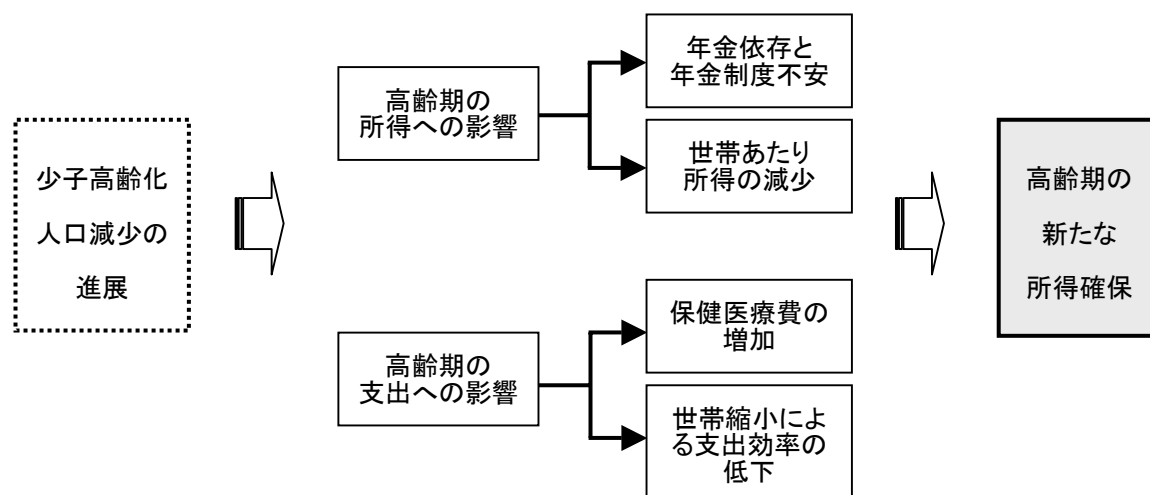 少子高齢化
人口減少の
進展
高齢期の
所得への影響
年金依存と
年金制度不安
世帯あたり
所得の減少
高齢期の
支出への影響
保健医療費の
増加
世帯縮小によ
る支出効率の
低下
高齢期の
新たな
所得確保